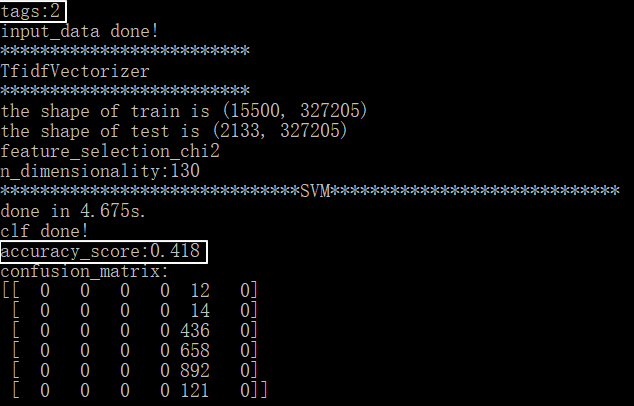 tags:2
input_data done!
*************************
TfidfVectorizer
*************************
the shape of train is (15500, 327205)
the shape of test is (2133, 327205)
feature_selection_chi2
n_dimensionality:130
******************************SVM*****************************
done in 4.675s.
clf done!
accuracy_score:0.418
confusion_matrix:
[[  0   0   0   0  12   0]
 [  0   0   0   0  14   0]
 [  0   0   0   0 436   0]
 [  0   0   0   0 658   0]
 [  0   0   0   0 892   0]
 [  0   0   0   0 121   0]]